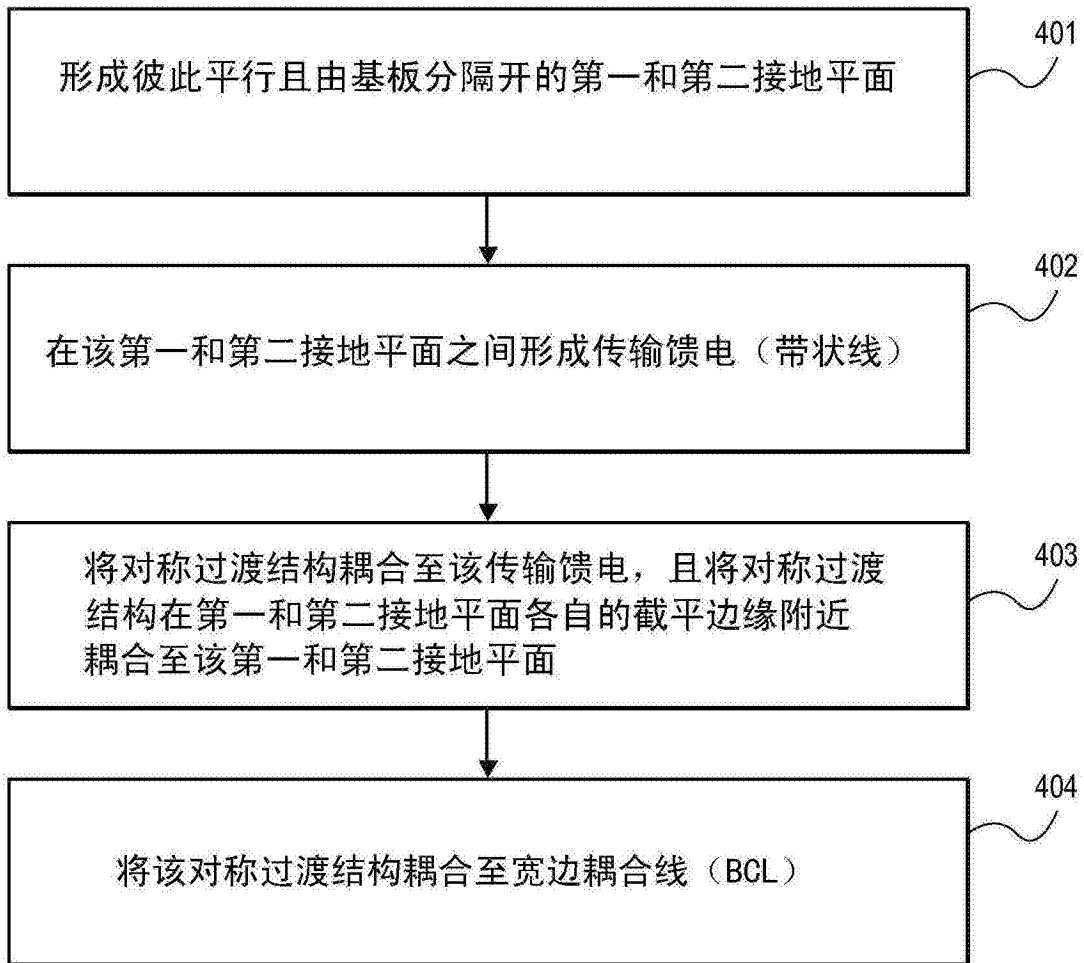 401
形成彼此平行且由基板分隔开的第一和第二接地平面
402
在该第一和第二接地平面之间形成传输馈电（带状线）
403
将对称过渡结构耦合至该传输馈电，且将对称过渡
结构在第一和第二接地平面各自的截平边缘附近
耦合至该第一和第二接地平面
404
将该对称过渡结构耦合至宽边耦合线（BCL）